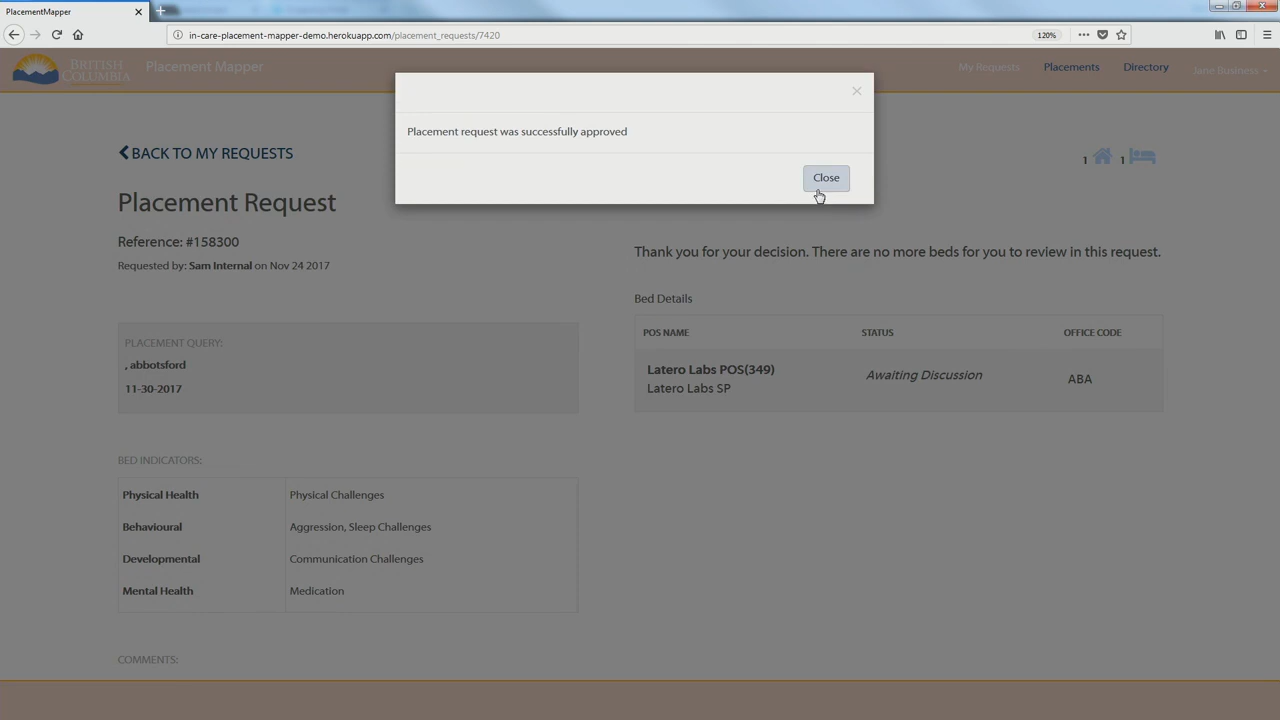 PlacementMapper
in-care-placement-mapper-demo.herokuapp.com/placement_requests/7420
120%
BRITISH COLUMBIA
Placement Mapper
My Requests
Placements
Directory
Jane Business
Placement request was successfully approved
Close
BACK TO MY REQUESTS
1 1
Placement Request
Reference: #158300
Requested by: Sam Internal on Nov 24 2017
PLACEMENT QUERY:
, abbotsford
11-30-2017
BED INDICATORS:
Physical Health Physical Challenges
Behavioural Aggression, Sleep Challenges
Developmental Communication Challenges
Mental Health Medication
COMMENTS:
Thank you for your decision. There are no more beds for you to review in this request.
Bed Details
POS NAME STATUS OFFICE CODE
Latero Labs POS(349) Awaiting Discussion ABA
Latero Labs SP